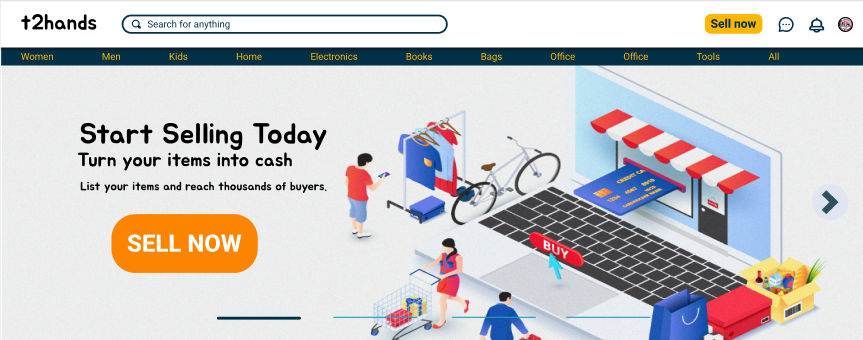 t2hands
Search for anything
Sell now
Women Men Kids Home Electronics Books Bags Office Office Tools All
Start Selling Today
Turn your items into cash
List your items and reach thousands of buyers.
SELL NOW
CREDIT CA
BUY